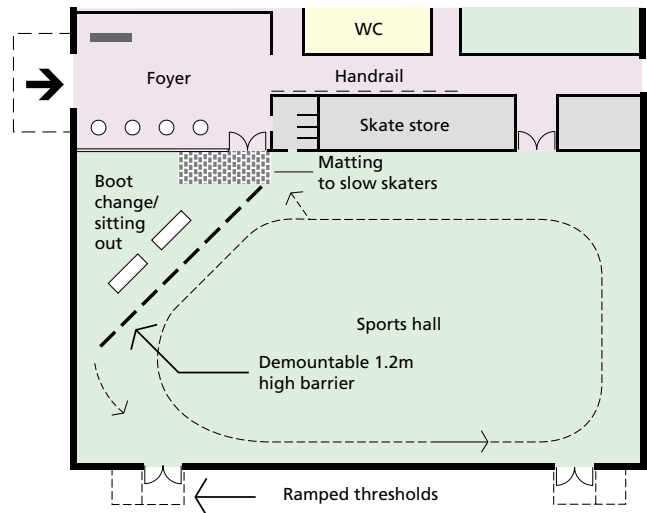 WC
Foyer
Handrail
Skate store
Matting
to slow skaters
Boot
change/
sitting
out
Sports hall
Demountable 1.2m
high barrier
Ramped thresholds